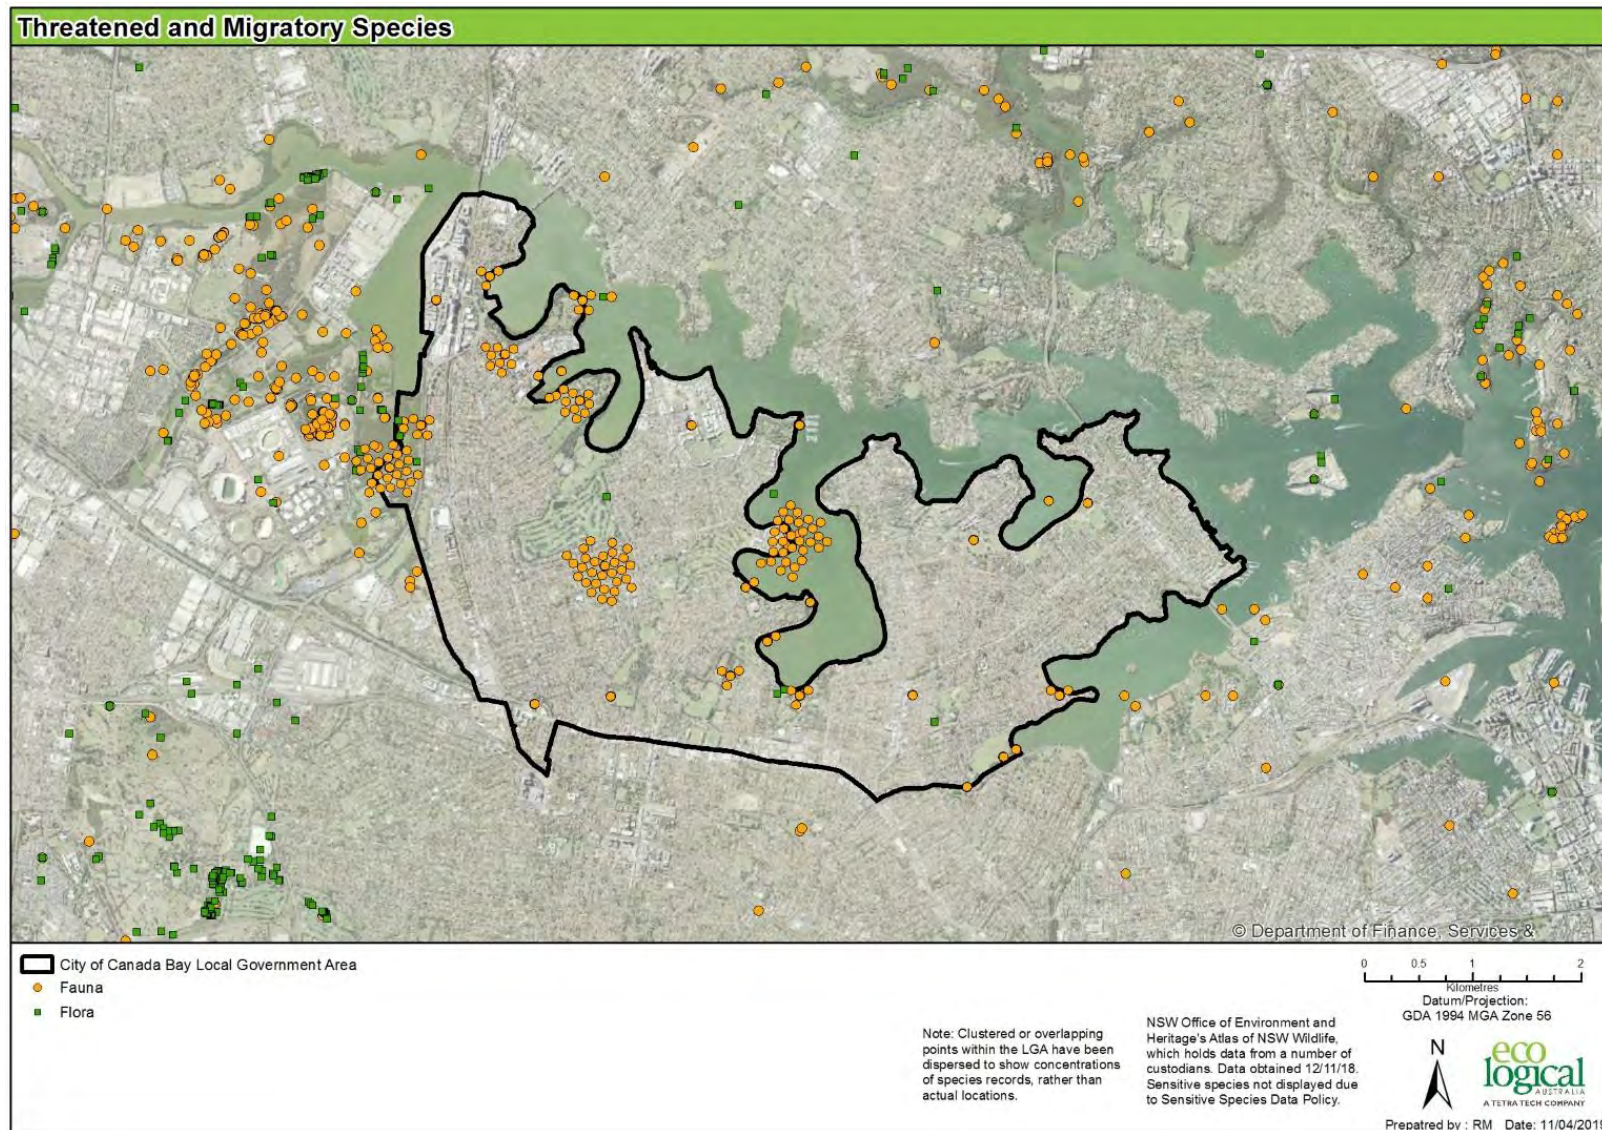 Threatened and Migratory Species
© Department of Finance, Services &
City of Canada Bay Local Government Area
Fauna
Flora
Note: Clustered or overlapping
points within the LGA have been
dispersed to show concentrations
of species records, rather than
actual locations.
NSW Office of Environment and
Heritage's Atlas of NSW Wildlife,
which holds data from a number of
custodians. Data obtained 12/11/18.
Sensitive species not displayed due
to Sensitive Species Data Policy.
0 0.5 1 2
Kilometres
Datum/Projection:
GDA 1994 MGA Zone 56
N
eco
logical
AUSTRALIA
A TETRA TECH COMPANY
Prepared by : RM Date: 11/04/2019